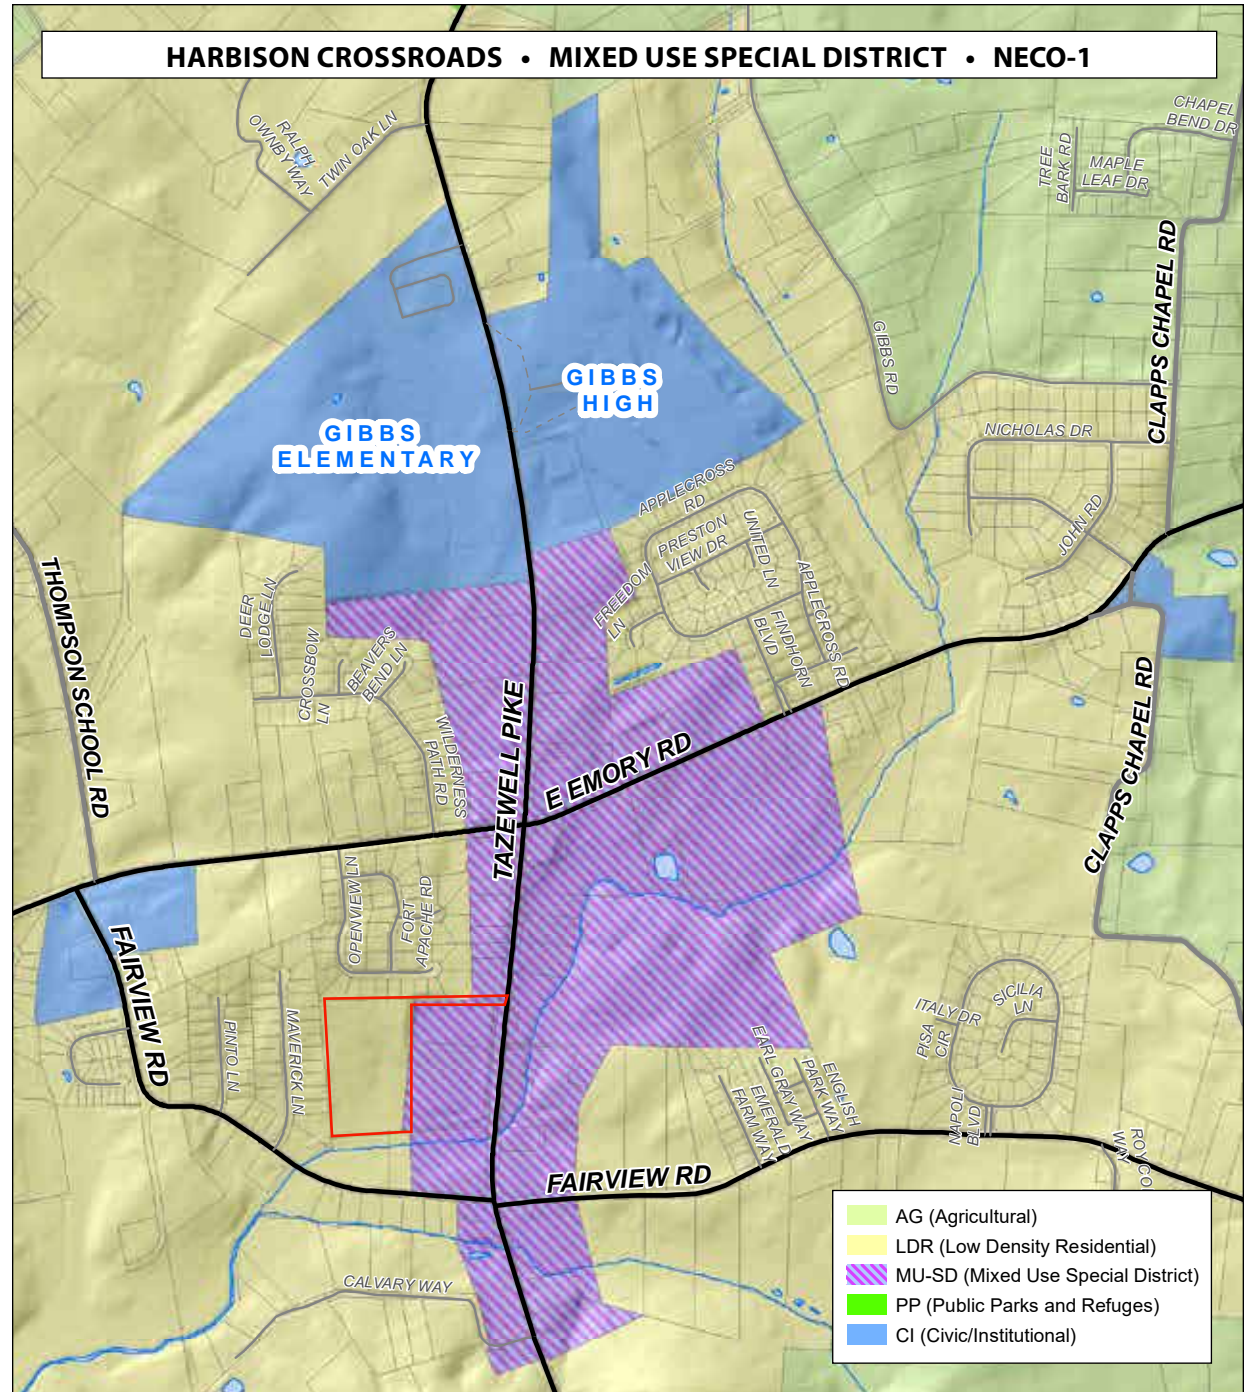 HARBISON CROSSROADS • MIXED USE SPECIAL DISTRICT • NECO-1
RALPH
OWNBY WAY
TWIN OAK LN
CHAPEL
BEND DR
TREE
BARK RD
MAPLE
LEAF DR
CLAPPS CHAPEL RD
GIBBS RD
GIBBS
HIGH
GIBBS
ELEMENTARY
NICHOLAS DR
JOHN RD
APPLECROSS
RD
PRESTON
VIEW DR
UNITED LN
APPLECROSS RD
FREEDOM
LN
FINDHORN
BLVD
THOMPSON SCHOOL RD
DEER
LODGE LN
CROSSBOW
LN
BEAVERS
BEND LN
WILDERNESS
PATH RD
TAZEWELL PIKE
E EMORY RD
CLAPPS CHAPEL RD
OPENVIEW LN
FORT
APACHE RD
FAIRVIEW RD
PINTO LN
MAVERICK LN
ITALY DR
SICILIA
LN
PISA
CIR
NAPOLI
BLVD
EARL GRAY WAY
ENGLISH
PARK WAY
EMERALD
FARM WAY
ROYCO
WAY
FAIRVIEW RD
CALVARY WAY
AG (Agricultural)
LDR (Low Density Residential)
MU-SD (Mixed Use Special District)
PP (Public Parks and Refuges)
CI (Civic/Institutional)